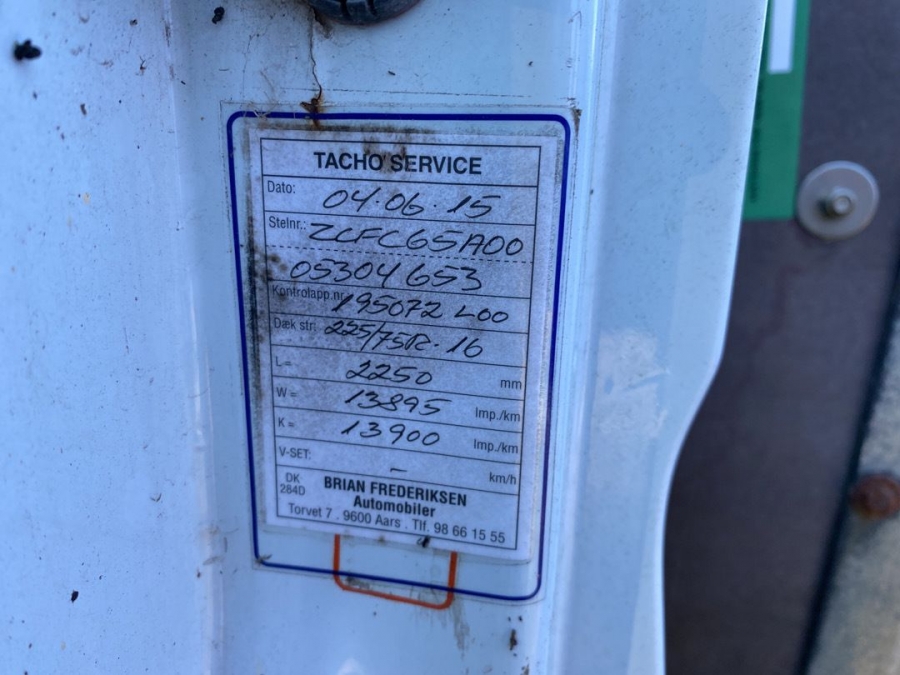 TACHO SERVICE
Dato: 04.06.15
Stelnr.: ZCFC65A00
05304653
Kontrolapp.nr. 195072 L00
Dæk str: 225/75R.16
L= 2250 mm
W = 13895 Imp./km
K = 13900 Imp./km
V-SET: - km/h
DK
284D
BRIAN FREDERIKSEN
Automobiler
Torvet 7 . 9600 Aars . Tlf. 98 66 15 55